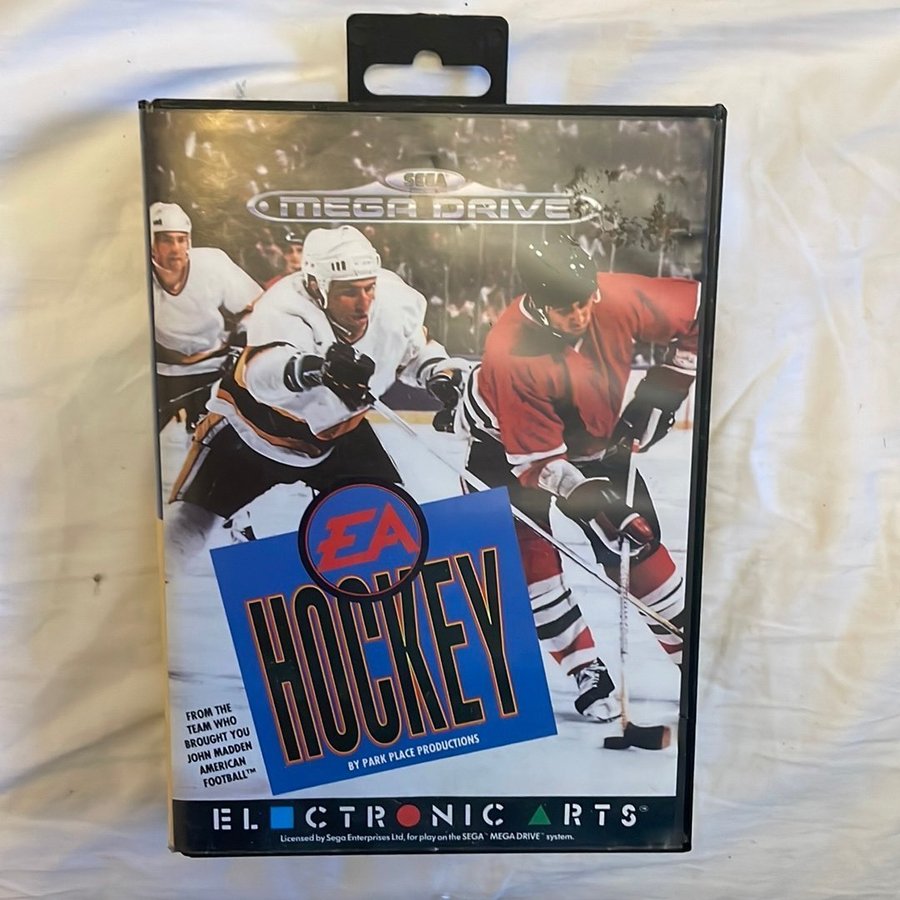 SEGA
MEGA DRIVE
EA
HOCKEY
BY PARK PLACE PRODUCTIONS
FROM THE
TEAM WHO
BROUGHT YOU
JOHN MADDEN
AMERICAN
FOOTBALL™
ELECTRONIC ARTS™
Licensed by Sega Enterprises Ltd, for play on the SEGA™ MEGA DRIVE™ system.